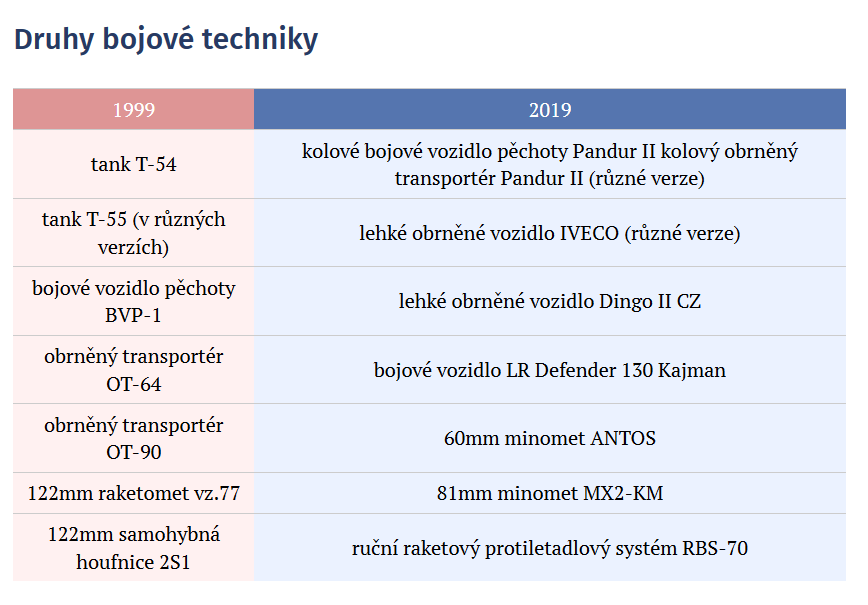 Druhy bojové techniky
1999
2019
tank T-54
kolové bojové vozidlo pěchoty Pandur II kolový obrněný
transportér Pandur II (různé verze)
tank T-55 (v různých
verzích)
lehké obrněné vozidlo IVECO (různé verze)
bojové vozidlo pěchoty
BVP-1
lehké obrněné vozidlo Dingo II CZ
obrněný transportér
OT-64
bojové vozidlo LR Defender 130 Kajman
obrněný transportér
OT-90
60mm minomet ANTOS
122mm raketomet vz.77
81mm minomet MX2-KM
122mm samohybná
houfnice 2S1
ruční raketový protiletadlový systém RBS-70